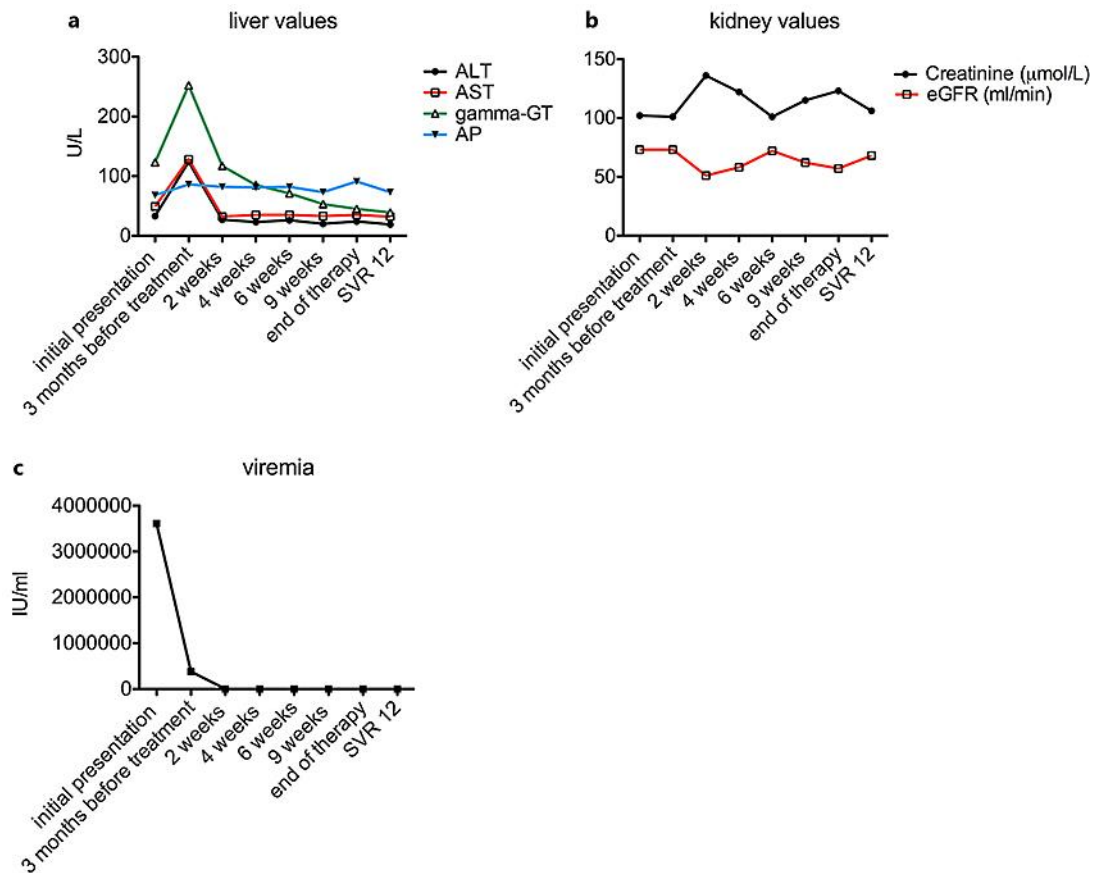 a liver values
300
200
100
0
U/L
ALT
AST
gamma-GT
AP
initial presentation
3 months before treatment
2 weeks
4 weeks
6 weeks
9 weeks
end of therapy
SVR 12
b kidney values
150
100
50
0
Creatinine (μmol/L)
eGFR (ml/min)
initial presentation
3 months before treatment
2 weeks
4 weeks
6 weeks
9 weeks
end of therapy
SVR 12
c viremia
4000000
3000000
2000000
1000000
0
IU/ml
initial presentation
3 months before treatment
2 weeks
4 weeks
6 weeks
9 weeks
end of therapy
SVR 12